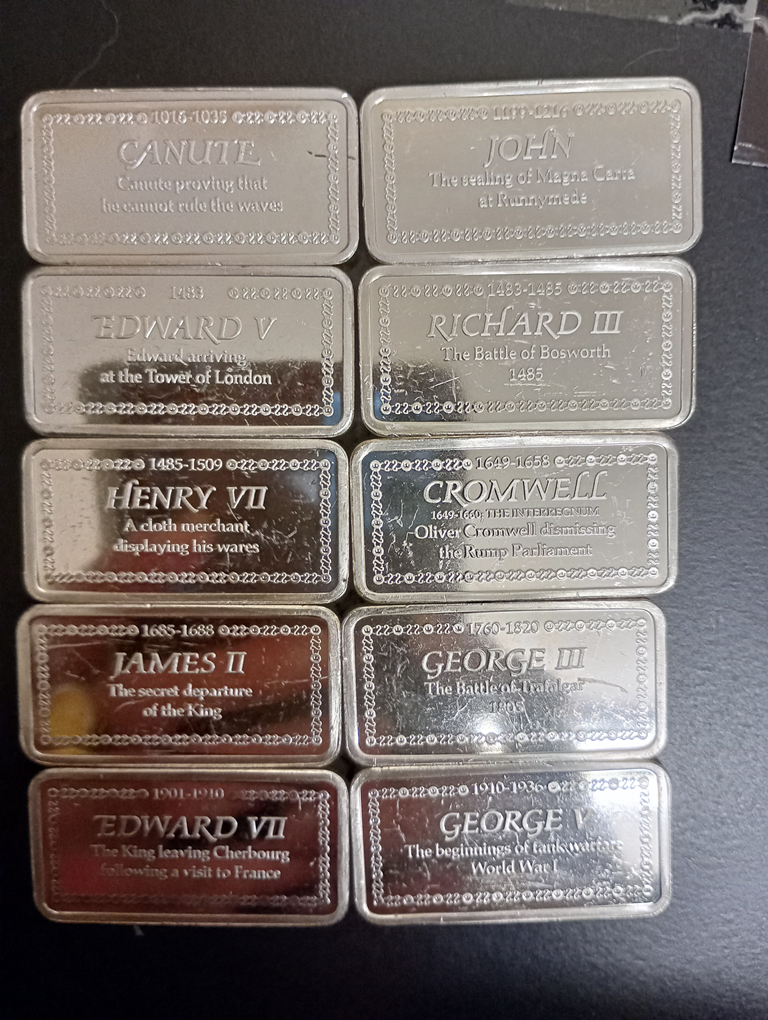 1016-1035
CANUTE
Canute proving that
he cannot rule the waves
1199-1216
JOHN
The sealing of Magna Carta
at Runnymede
1483
EDWARD V
Edward arriving
at the Tower of London
1483-1485
RICHARD III
The Battle of Bosworth
1485
1485-1509
HENRY VII
A cloth merchant
displaying his wares
1649-1658
CROMWELL
1649-1660: THE INTERREGNUM
Oliver Cromwell dismissing
the Rump Parliament
1685-1688
JAMES II
The secret departure
of the King
1760-1820
GEORGE III
The Battle of Trafalgar
1805
1901-1910
EDWARD VII
The King leaving Cherbourg
following a visit to France
1910-1936
GEORGE V
The beginnings of tank warfare
World War I